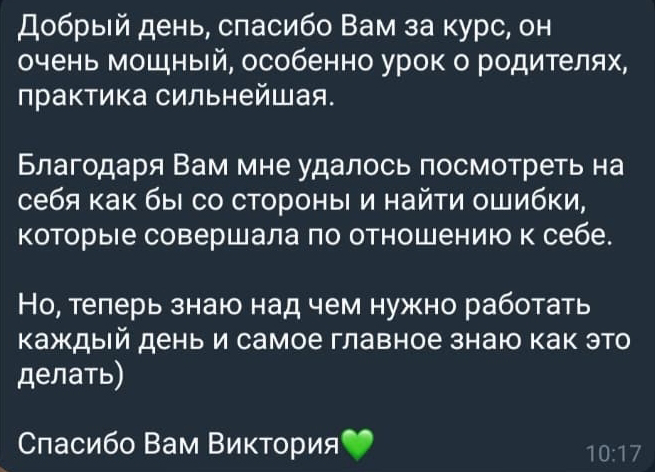 Добрый день, спасибо Вам за курс, он
очень мощный, особенно урок о родителях,
практика сильнейшая.
Благодаря Вам мне удалось посмотреть на
себя как бы со стороны и найти ошибки,
которые совершала по отношению к себе.
Но, теперь знаю над чем нужно работать
каждый день и самое главное знаю как это
делать)
Спасибо Вам Виктория💚
10:17